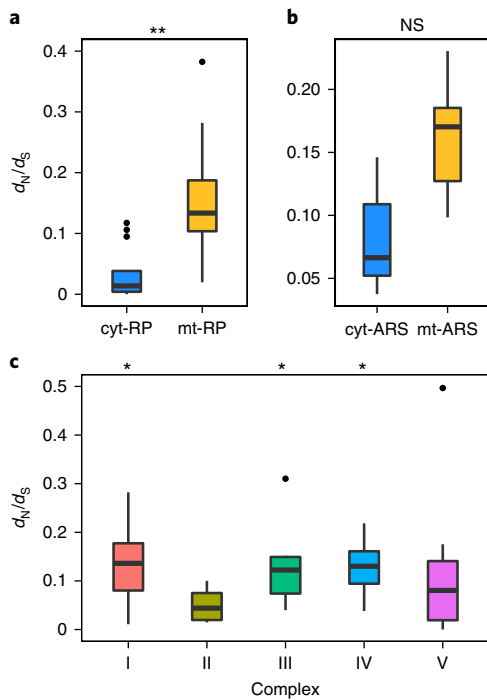 a
**
0.4
0.3
0.2
0.1
0
dN/dS
cyt-RP mt-RP
b
NS
0.20
0.15
0.10
0.05
cyt-ARS mt-ARS
c
* * *
0.5
0.4
0.3
0.2
0.1
0
dN/dS
I II III IV V
Complex